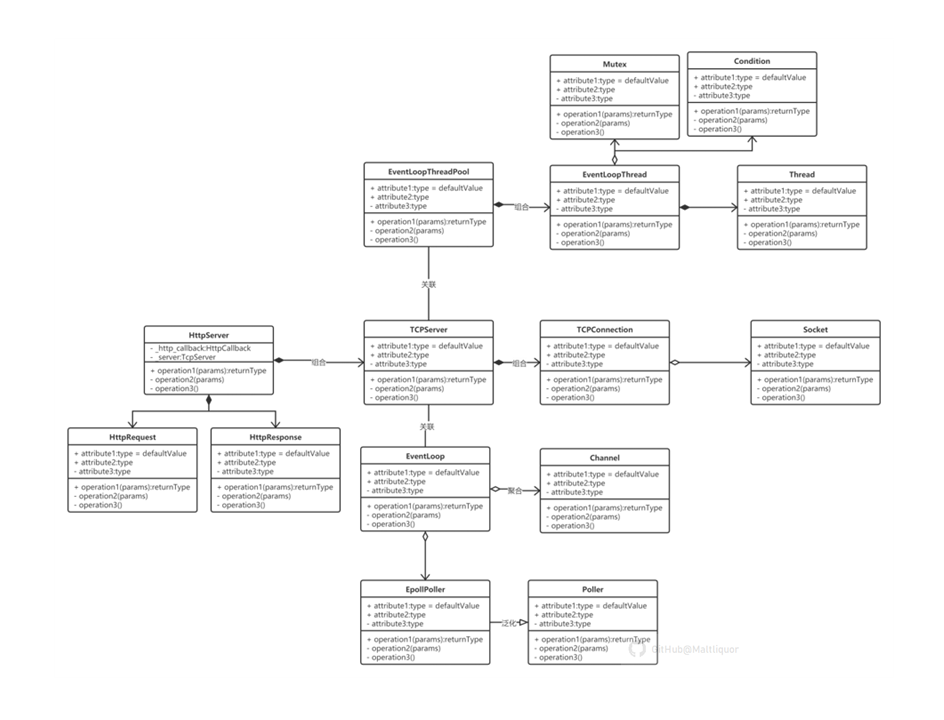 Mutex
+ attribute1:type = defaultValue
+ attribute2:type
- attribute3:type
+ operation1(params):returnType
- operation2(params)
- operation3()
Condition
+ attribute1:type = defaultValue
+ attribute2:type
- attribute3:type
+ operation1(params):returnType
- operation2(params)
- operation3()
EventLoopThreadPool
+ attribute1:type = defaultValue
+ attribute2:type
- attribute3:type
+ operation1(params):returnType
- operation2(params)
- operation3()
组合
EventLoopThread
+ attribute1:type = defaultValue
+ attribute2:type
- attribute3:type
+ operation1(params):returnType
- operation2(params)
- operation3()
Thread
+ attribute1:type = defaultValue
+ attribute2:type
- attribute3:type
+ operation1(params):returnType
- operation2(params)
- operation3()
关联
HttpServer
- _http_callback:HttpCallback
- _server:TcpServer
+ operation1(params):returnType
- operation2(params)
- operation3()
组合
TCPServer
+ attribute1:type = defaultValue
+ attribute2:type
- attribute3:type
+ operation1(params):returnType
- operation2(params)
- operation3()
组合
TCPConnection
+ attribute1:type = defaultValue
+ attribute2:type
- attribute3:type
+ operation1(params):returnType
- operation2(params)
- operation3()
Socket
+ attribute1:type = defaultValue
+ attribute2:type
- attribute3:type
+ operation1(params):returnType
- operation2(params)
- operation3()
关联
HttpRequest
+ attribute1:type = defaultValue
+ attribute2:type
- attribute3:type
+ operation1(params):returnType
- operation2(params)
- operation3()
HttpResponse
+ attribute1:type = defaultValue
+ attribute2:type
- attribute3:type
+ operation1(params):returnType
- operation2(params)
- operation3()
EventLoop
+ attribute1:type = defaultValue
+ attribute2:type
- attribute3:type
+ operation1(params):returnType
- operation2(params)
- operation3()
聚合
Channel
+ attribute1:type = defaultValue
+ attribute2:type
- attribute3:type
+ operation1(params):returnType
- operation2(params)
- operation3()
EpollPoller
+ attribute1:type = defaultValue
+ attribute2:type
- attribute3:type
+ operation1(params):returnType
- operation2(params)
- operation3()
泛化
Poller
+ attribute1:type = defaultValue
+ attribute2:type
- attribute3:type
+ operation1(params):returnType
- operation2(params)
- operation3()
GitHub@Maltliquor